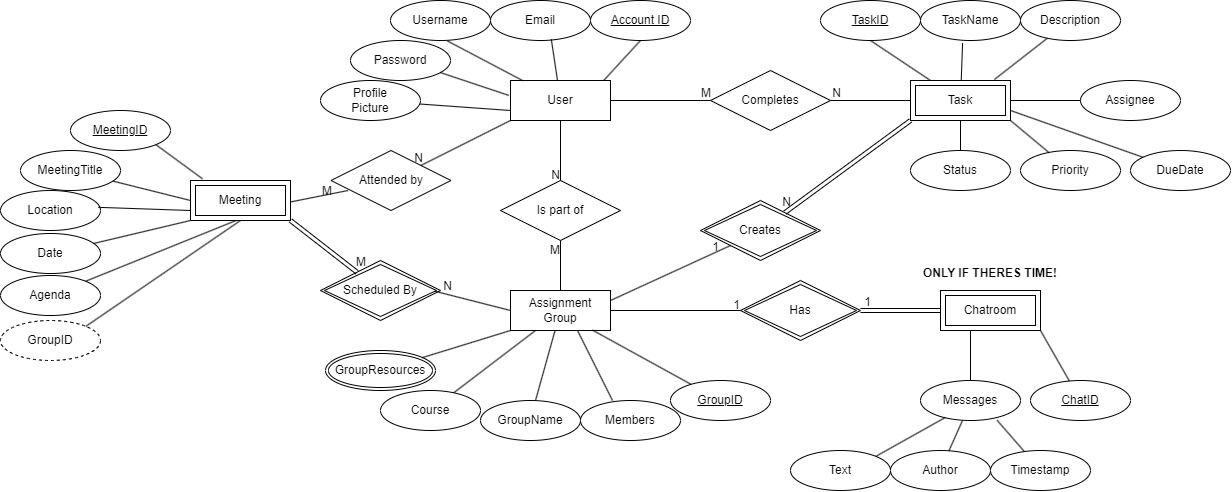 Username
Email
Account ID
TaskID
TaskName
Description
Password
Profile
Picture
User
M
Completes
N
Task
Assignee
MeetingID
MeetingTitle
N
Attended by
M
Status
Priority
DueDate
Meeting
Location
N
Is part of
M
N
Creates
1
Date
M
Scheduled By
N
ONLY IF THERES TIME!
Agenda
Assignment
Group
1
Has
1
Chatroom
GroupID
GroupResources
Course
GroupName
Members
GroupID
Messages
ChatID
Text
Author
Timestamp